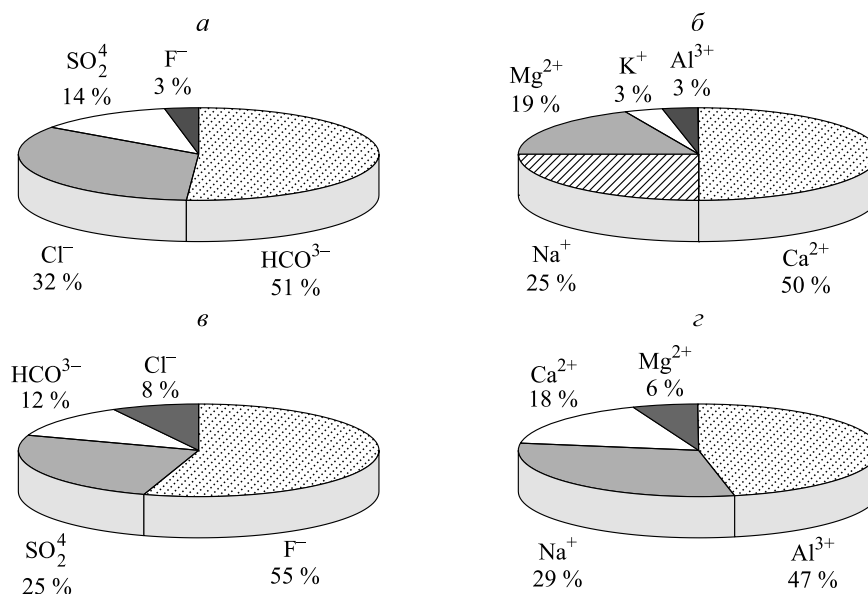 а
SO₂⁴
14 %
F⁻
3 %
Cl⁻
32 %
HCO³⁻
51 %
б
Mg²⁺
19 %
K⁺
3 %
Al³⁺
3 %
Na⁺
25 %
Ca²⁺
50 %
в
HCO³⁻
12 %
Cl⁻
8 %
SO₂⁴
25 %
F⁻
55 %
г
Ca²⁺
18 %
Mg²⁺
6 %
Na⁺
29 %
Al³⁺
47 %